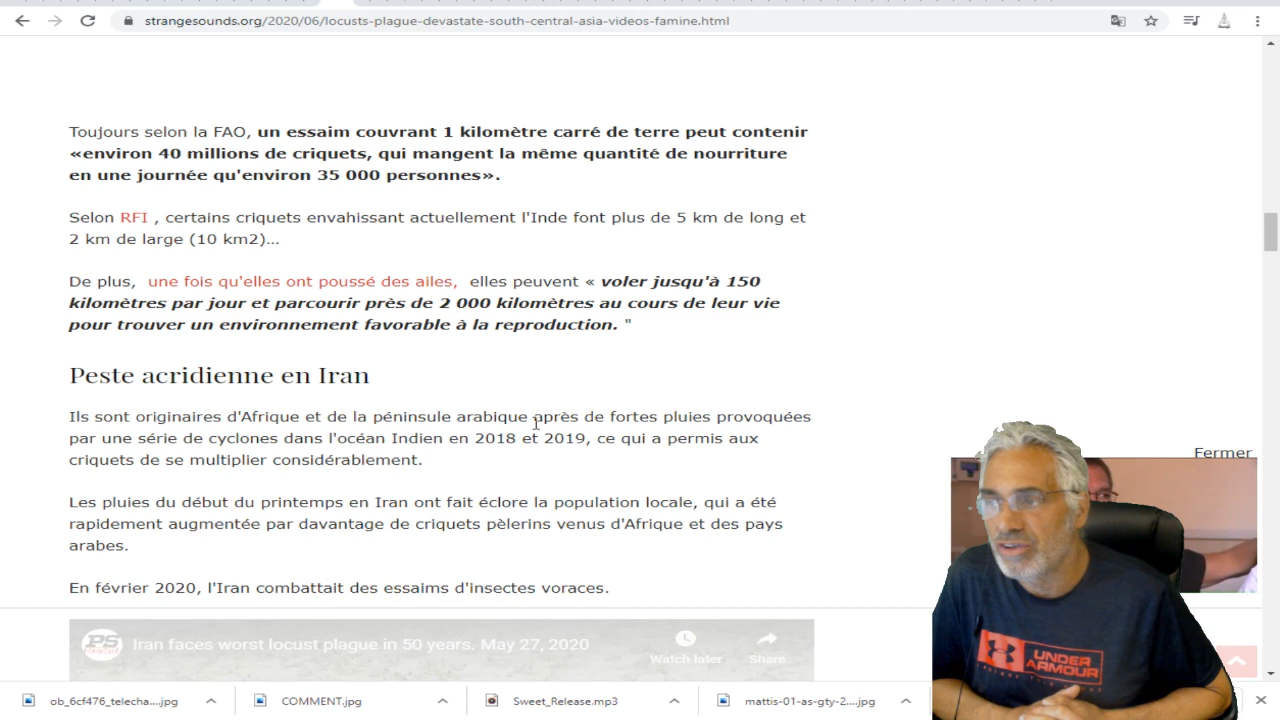 strangesounds.org/2020/06/locusts-plague-devastate-south-central-asia-videos-famine.html
Toujours selon la FAO, un essaim couvrant 1 kilomètre carré de terre peut contenir
«environ 40 millions de criquets, qui mangent la même quantité de nourriture
en une journée qu'environ 35 000 personnes».
Selon RFI , certains criquets envahissant actuellement l'Inde font plus de 5 km de long et
2 km de large (10 km2)...
De plus, une fois qu'elles ont poussé des ailes, elles peuvent « voler jusqu'à 150
kilomètres par jour et parcourir près de 2 000 kilomètres au cours de leur vie
pour trouver un environnement favorable à la reproduction. "
Peste acridienne en Iran
Ils sont originaires d'Afrique et de la péninsule arabique après de fortes pluies provoquées
par une série de cyclones dans l'océan Indien en 2018 et 2019, ce qui a permis aux
criquets de se multiplier considérablement.
Fermer
Les pluies du début du printemps en Iran ont fait éclore la population locale, qui a été
rapidement augmentée par davantage de criquets pèlerins venus d'Afrique et des pays
arabes.
En février 2020, l'Iran combattait des essaims d'insectes voraces.
PS
Iran faces worst locust plague in 50 years. May 27, 2020
Watch later
Share
UNDER
ARMOUR
ob_6cf476_telecha....jpg
COMMENT.jpg
Sweet_Release.mp3
mattis-01-as-gty-2....jpg